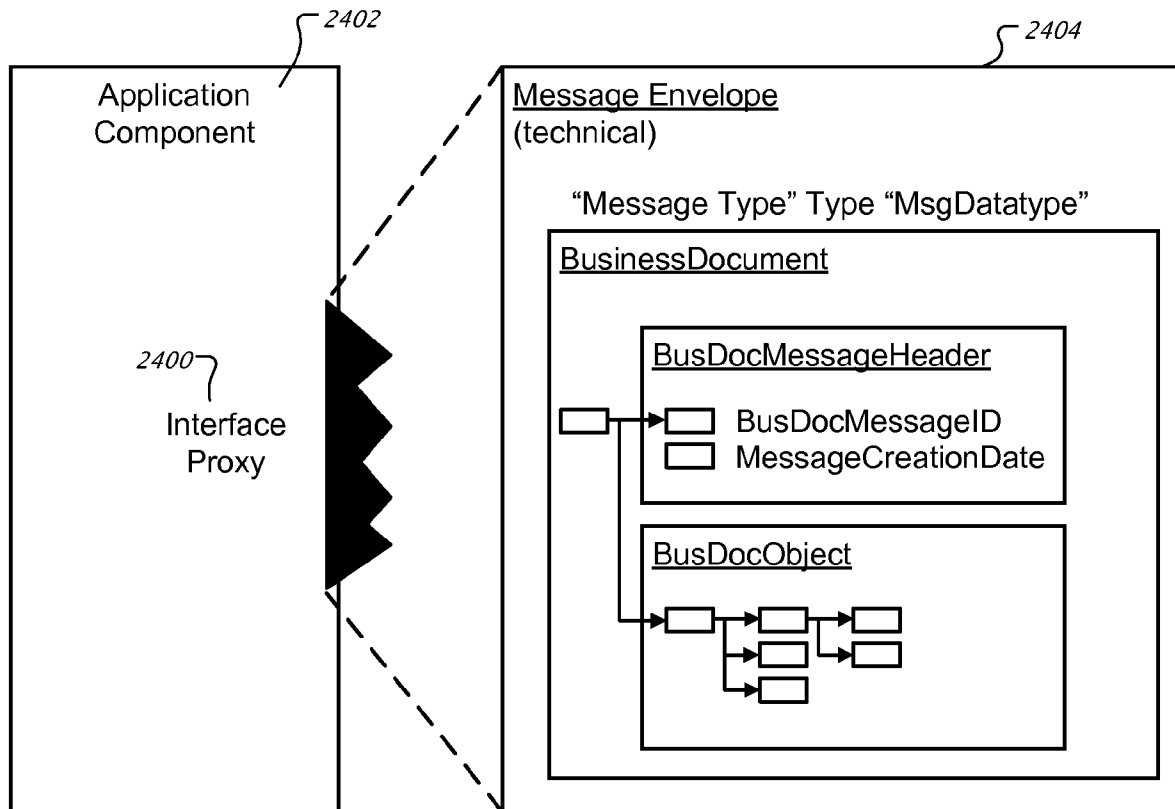 2402
Application
Component
2400
Interface
Proxy
2404
Message Envelope
(technical)
“Message Type” Type “MsgDatatype”
BusinessDocument
BusDocMessageHeader
BusDocMessageID
MessageCreationDate
BusDocObject